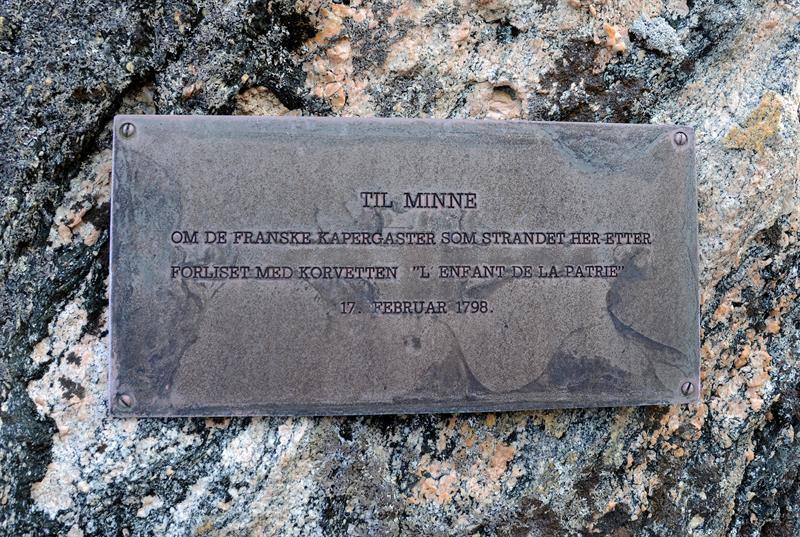 TIL MINNE
OM DE FRANSKE KAPERGASTER SOM STRANDET HER ETTER
FORLISET MED KORVETTEN "L' ENFANT DE LA PATRIE"
17. FEBRUAR 1798.